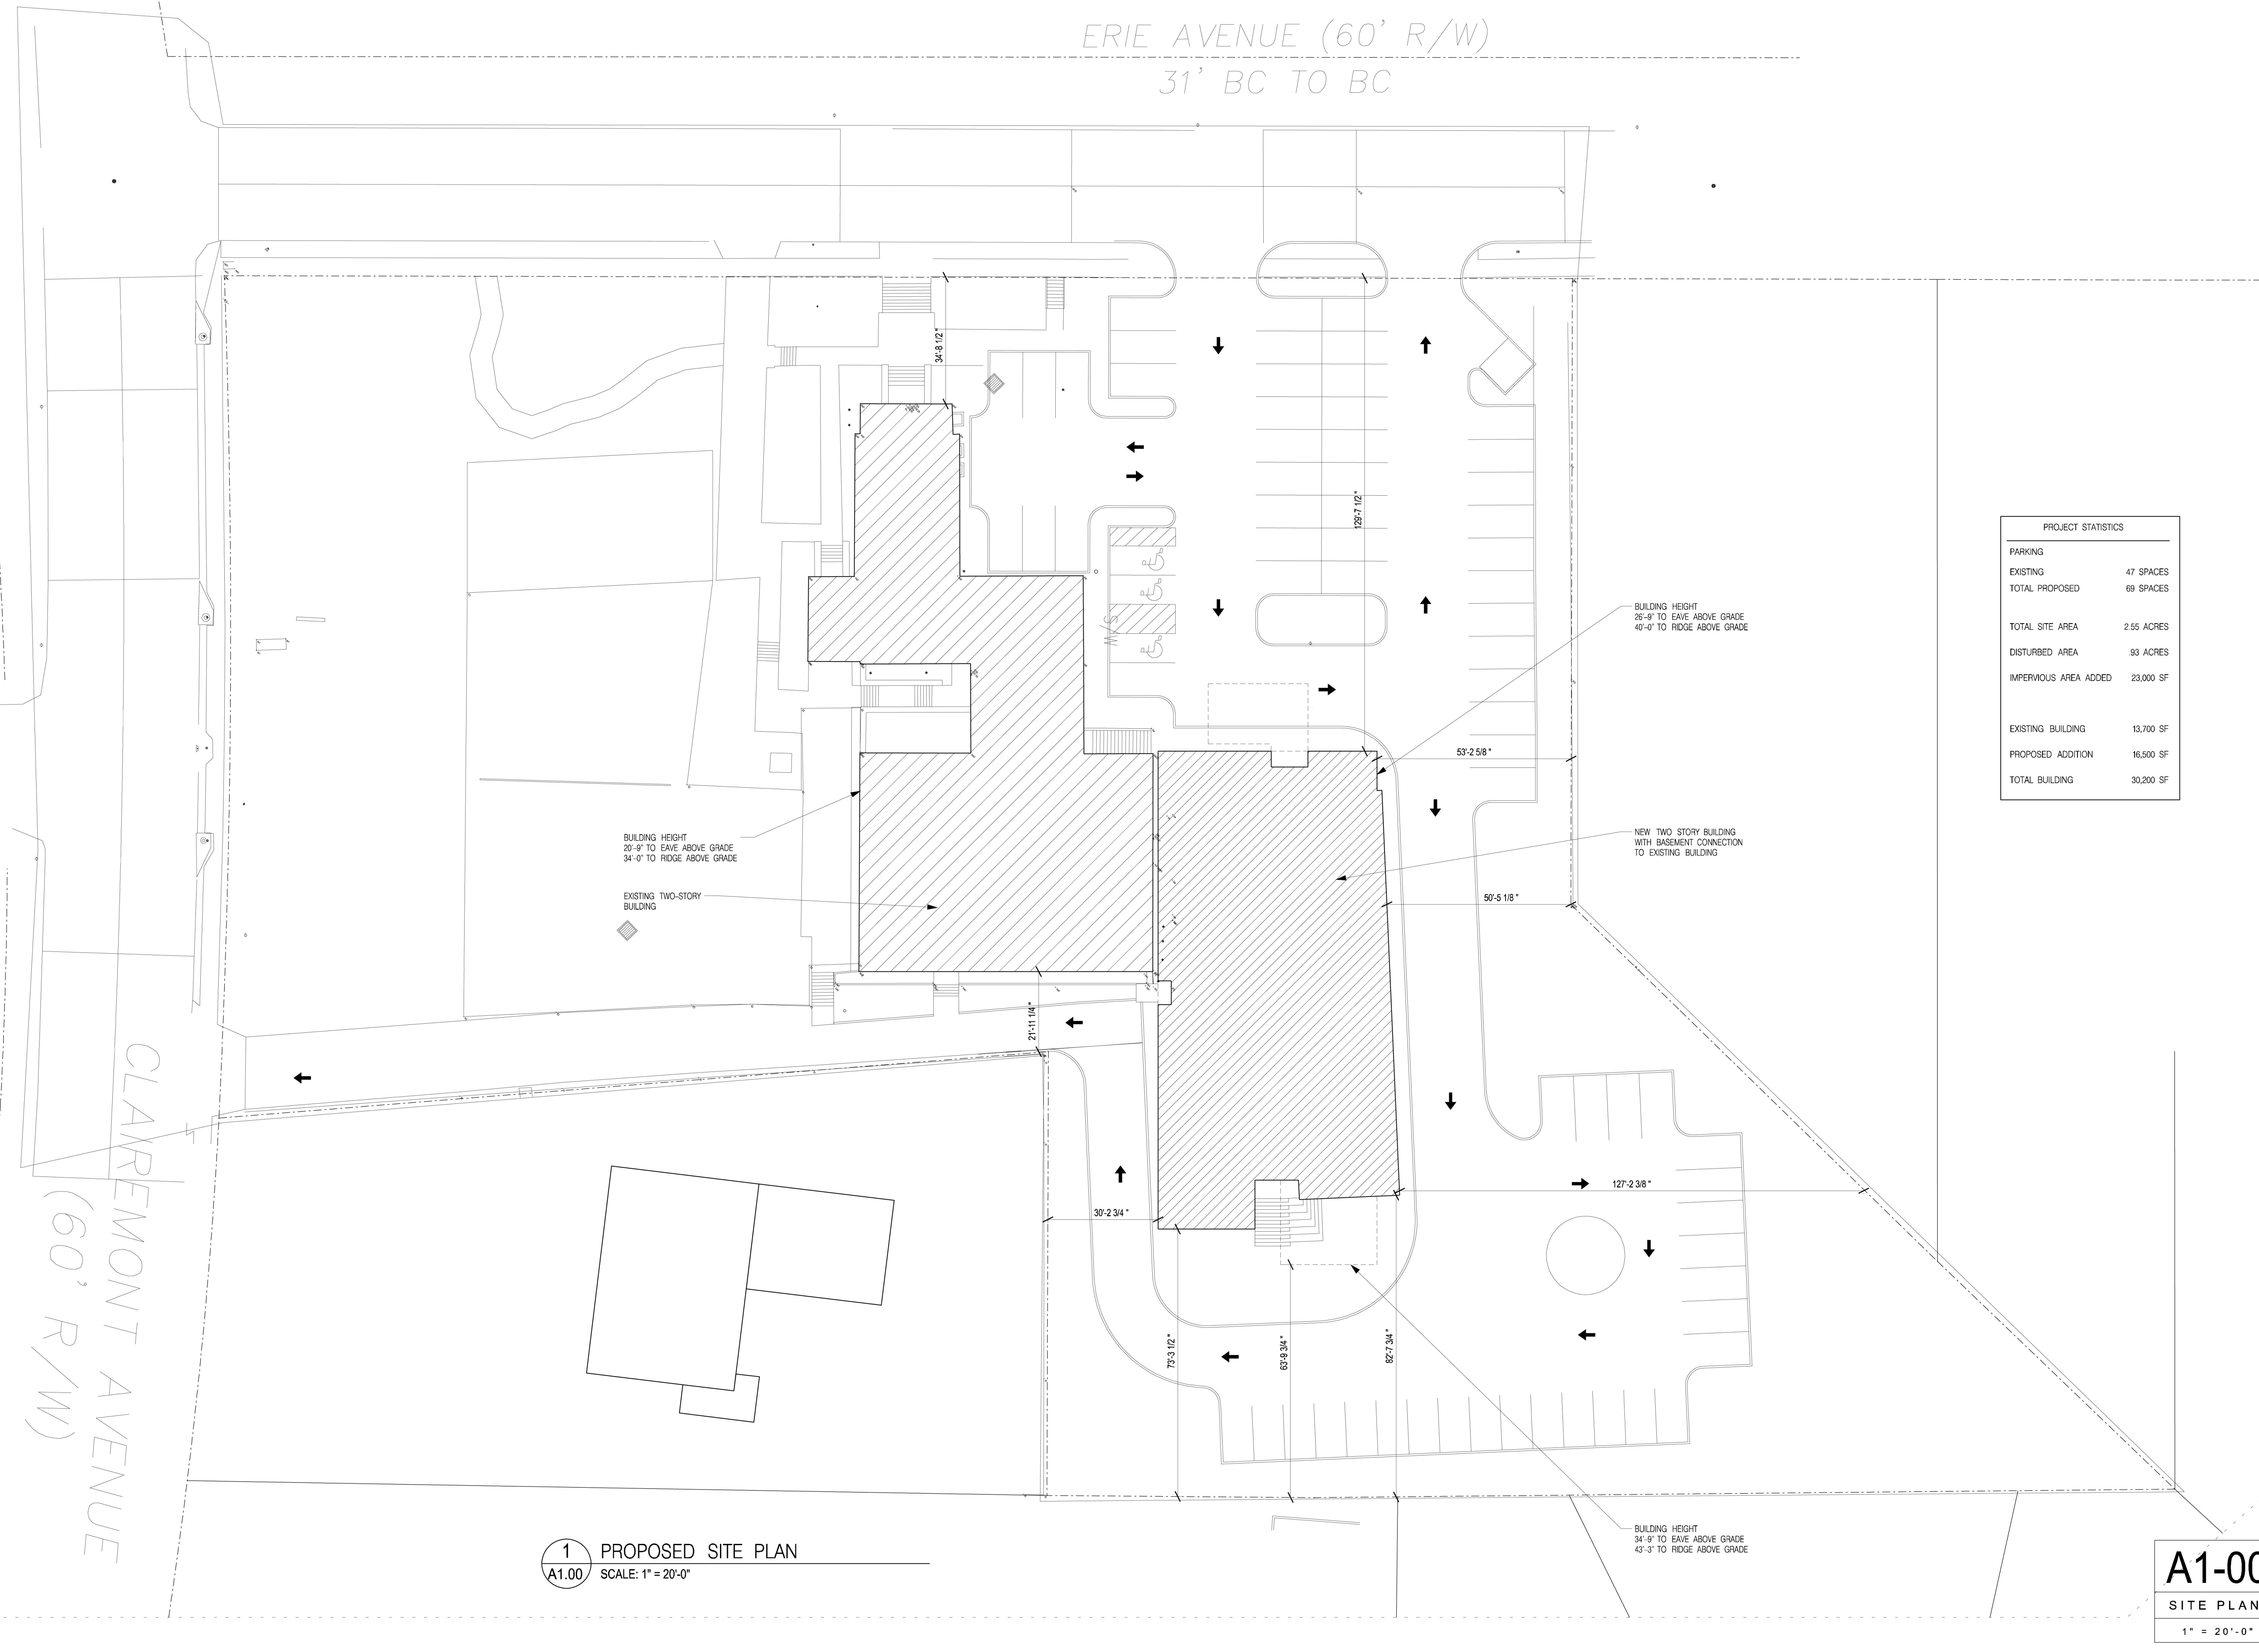 ERIE AVENUE (60' R/W)
31' BC TO BC
34'-8 1/2"
129'-7 1/2"
W/S
PROJECT STATISTICS
PARKING
EXISTING 47 SPACES
TOTAL PROPOSED 69 SPACES
TOTAL SITE AREA 2.55 ACRES
DISTURBED AREA .93 ACRES
IMPERVIOUS AREA ADDED 23,000 SF
EXISTING BUILDING 13,700 SF
PROPOSED ADDITION 16,500 SF
TOTAL BUILDING 30,200 SF
BUILDING HEIGHT
26'-9" TO EAVE ABOVE GRADE
40'-0" TO RIDGE ABOVE GRADE
53'-2 5/8"
BUILDING HEIGHT
20'-9" TO EAVE ABOVE GRADE
34'-0" TO RIDGE ABOVE GRADE
NEW TWO STORY BUILDING
WITH BASEMENT CONNECTION
TO EXISTING BUILDING
EXISTING TWO-STORY
BUILDING
50'-5 1/8"
21'-11 1/4"
CLAREMONT AVENUE
(60' R/W)
127'-2 3/8"
30'-2 3/4"
73'-3 1/2"
63'-9 3/4"
82'-7 3/4"
BUILDING HEIGHT
34'-9" TO EAVE ABOVE GRADE
43'-3" TO RIDGE ABOVE GRADE
1
A1.00
PROPOSED SITE PLAN
SCALE: 1" = 20'-0"
A1-00
SITE PLAN
1" = 20'-0"